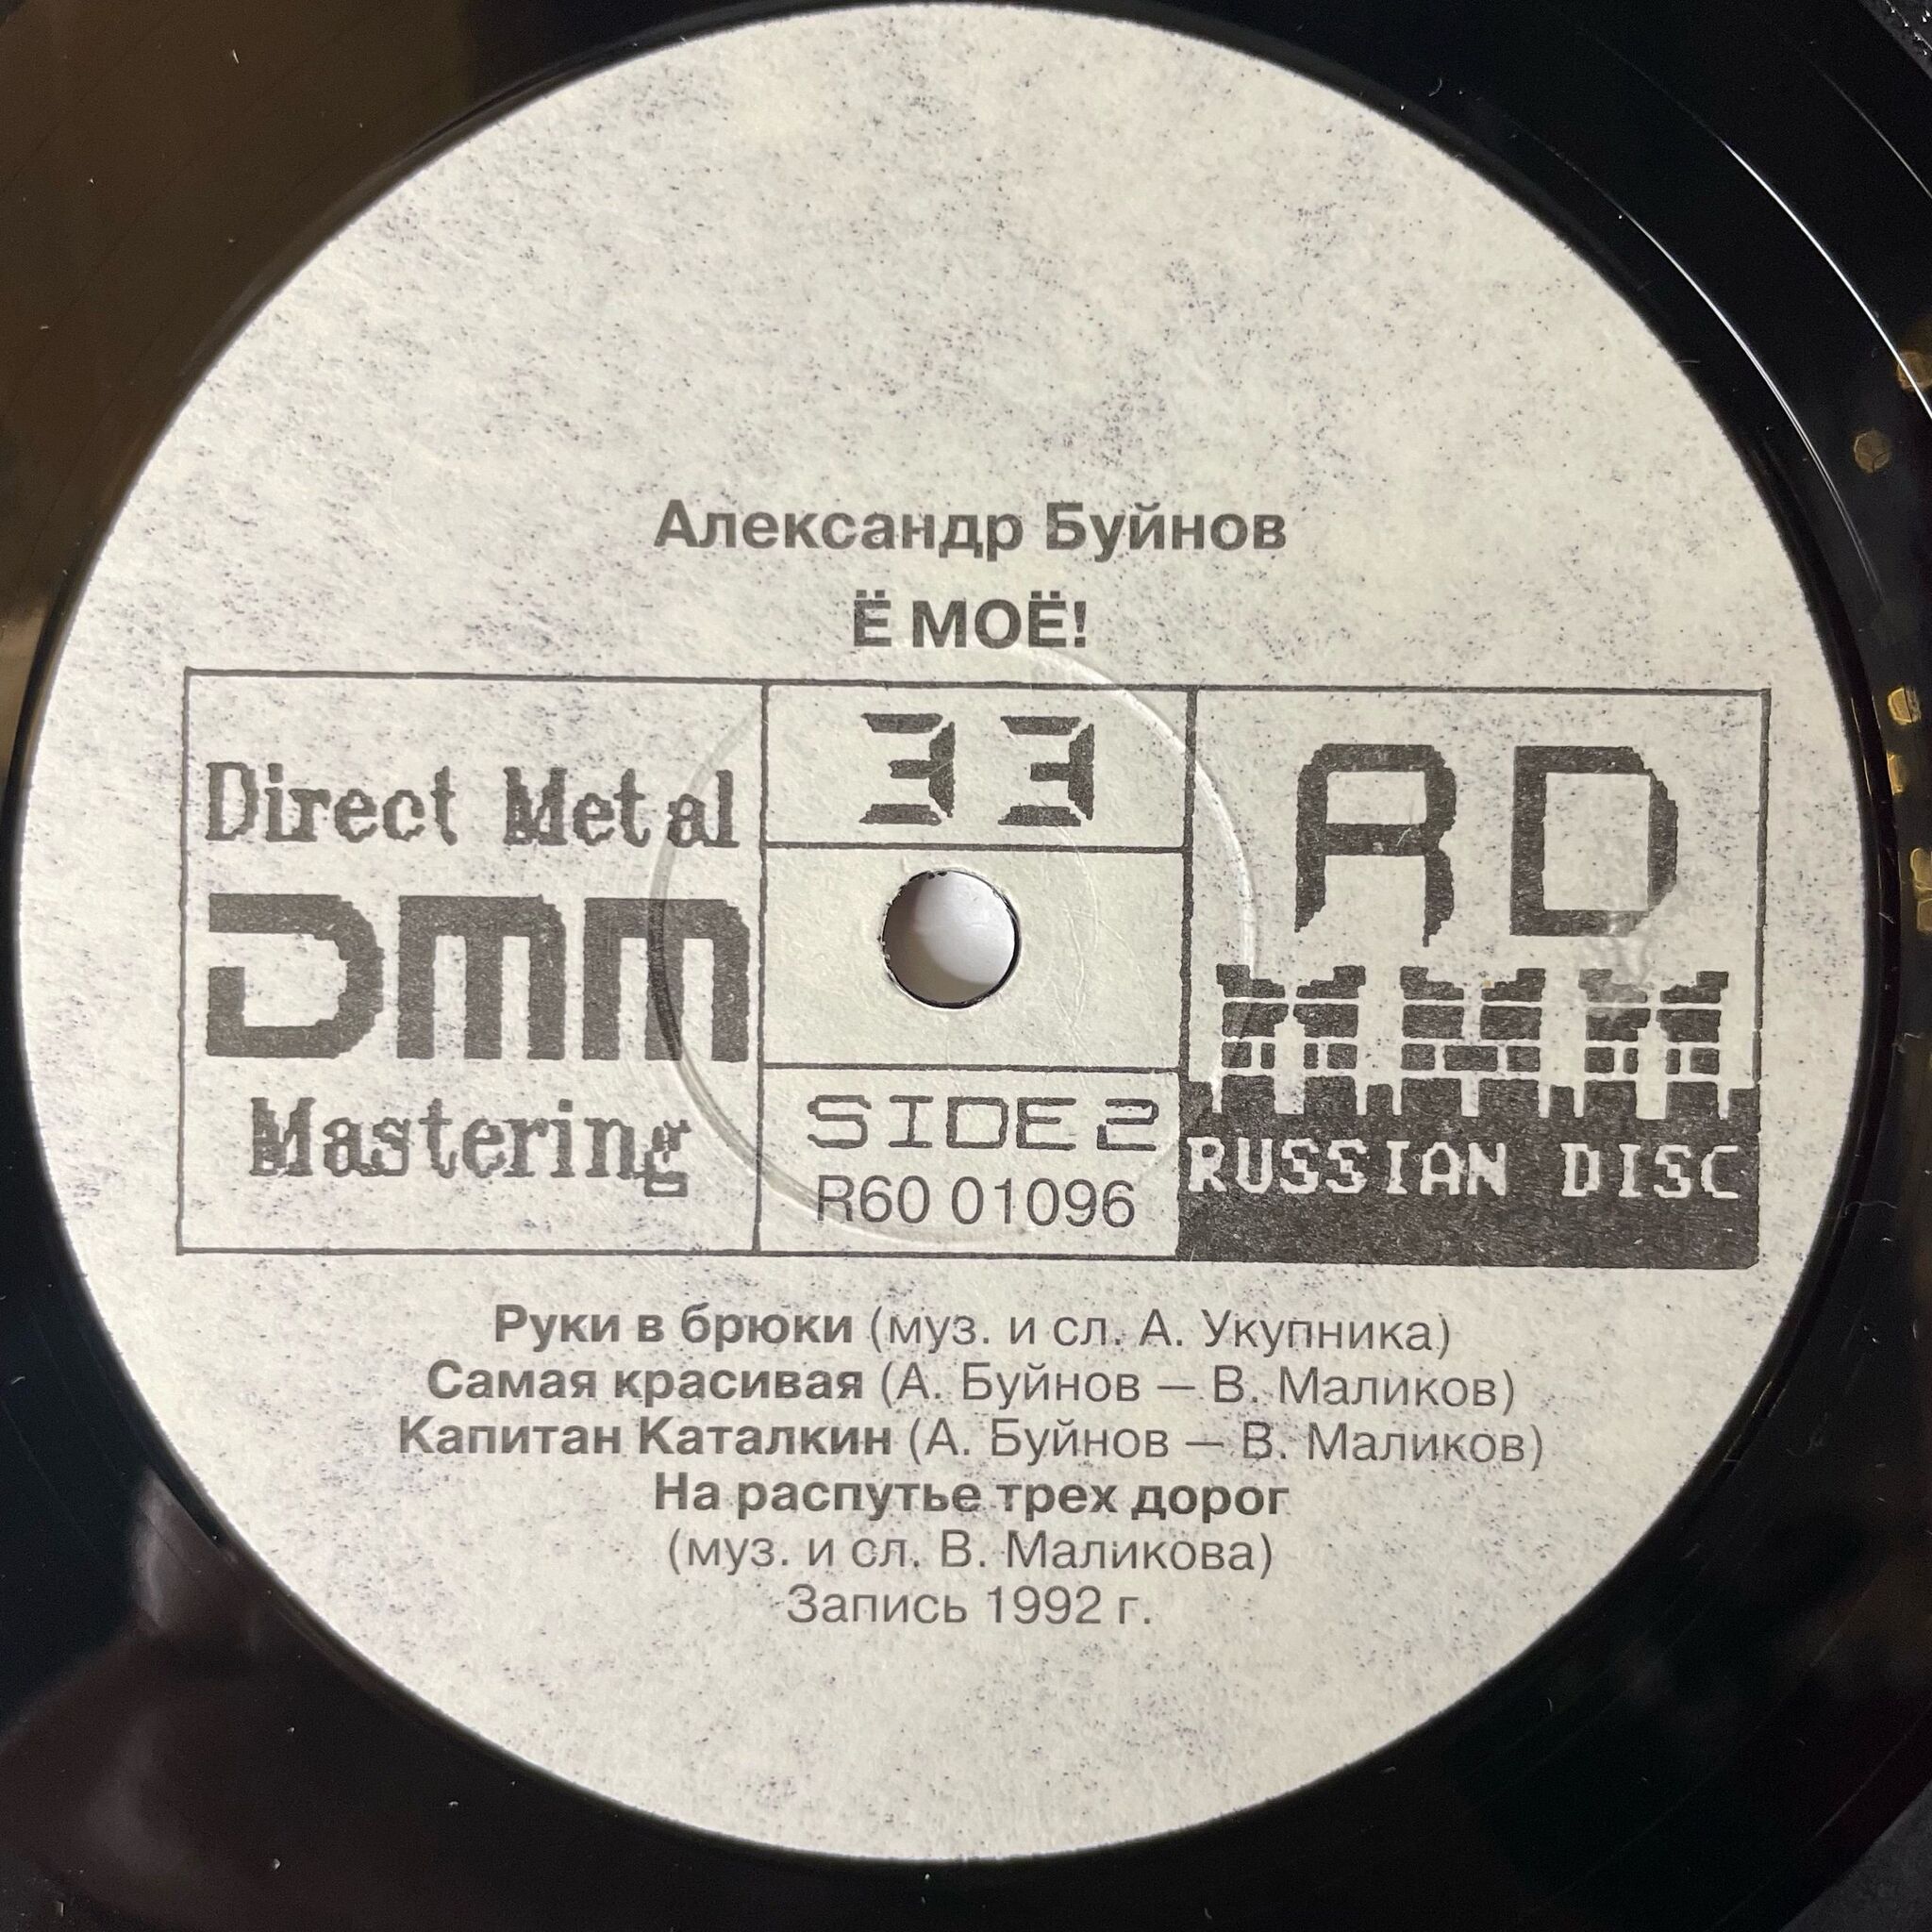 Александр Буйнов
Ё МОЁ!
Direct Metal
DMM
Mastering
33
SIDE 2
R60 01096
RD
RUSSIAN DISC
Руки в брюки (муз. и сл. А. Укупника)
Самая красивая (А. Буйнов — В. Маликов)
Капитан Каталкин (А. Буйнов — В. Маликов)
На распутье трех дорог
(муз. и сл. В. Маликова)
Запись 1992 г.